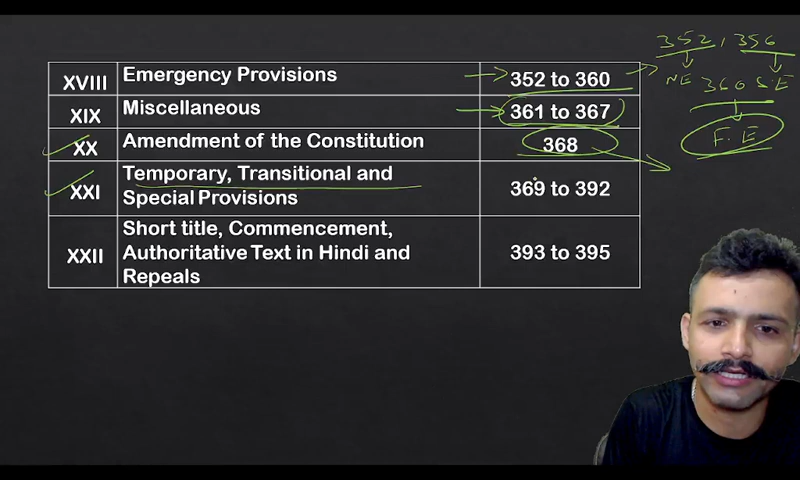 352, 356
NE 360 S.E
F.E
XVIII Emergency Provisions 352 to 360
XIX Miscellaneous 361 to 367
XX Amendment of the Constitution 368
XXI Temporary, Transitional and
Special Provisions 369 to 392
XXII Short title, Commencement,
Authoritative Text in Hindi and
Repeals 393 to 395